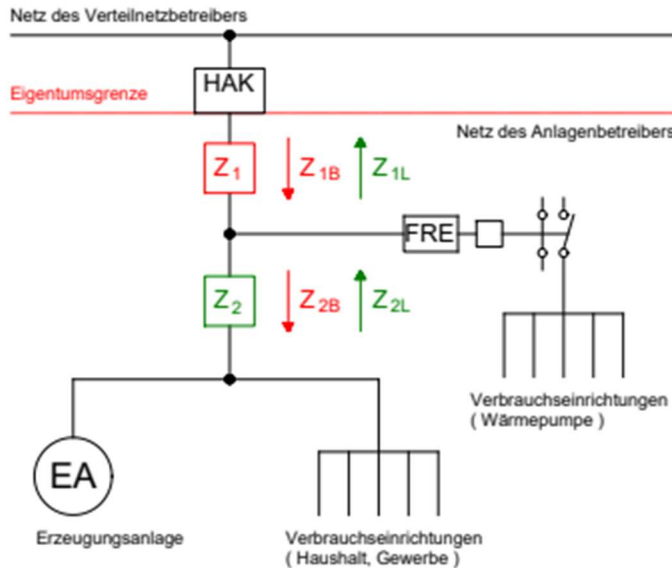 Netz des Verteilnetzbetreibers
HAK
Eigentumsgrenze
Netz des Anlagenbetreibers
Z1 Z1B Z1L
FRE
Z2 Z2B Z2L
Verbrauchseinrichtungen
( Wärmepumpe )
EA
Erzeugungsanlage
Verbrauchseinrichtungen
( Haushalt, Gewerbe )